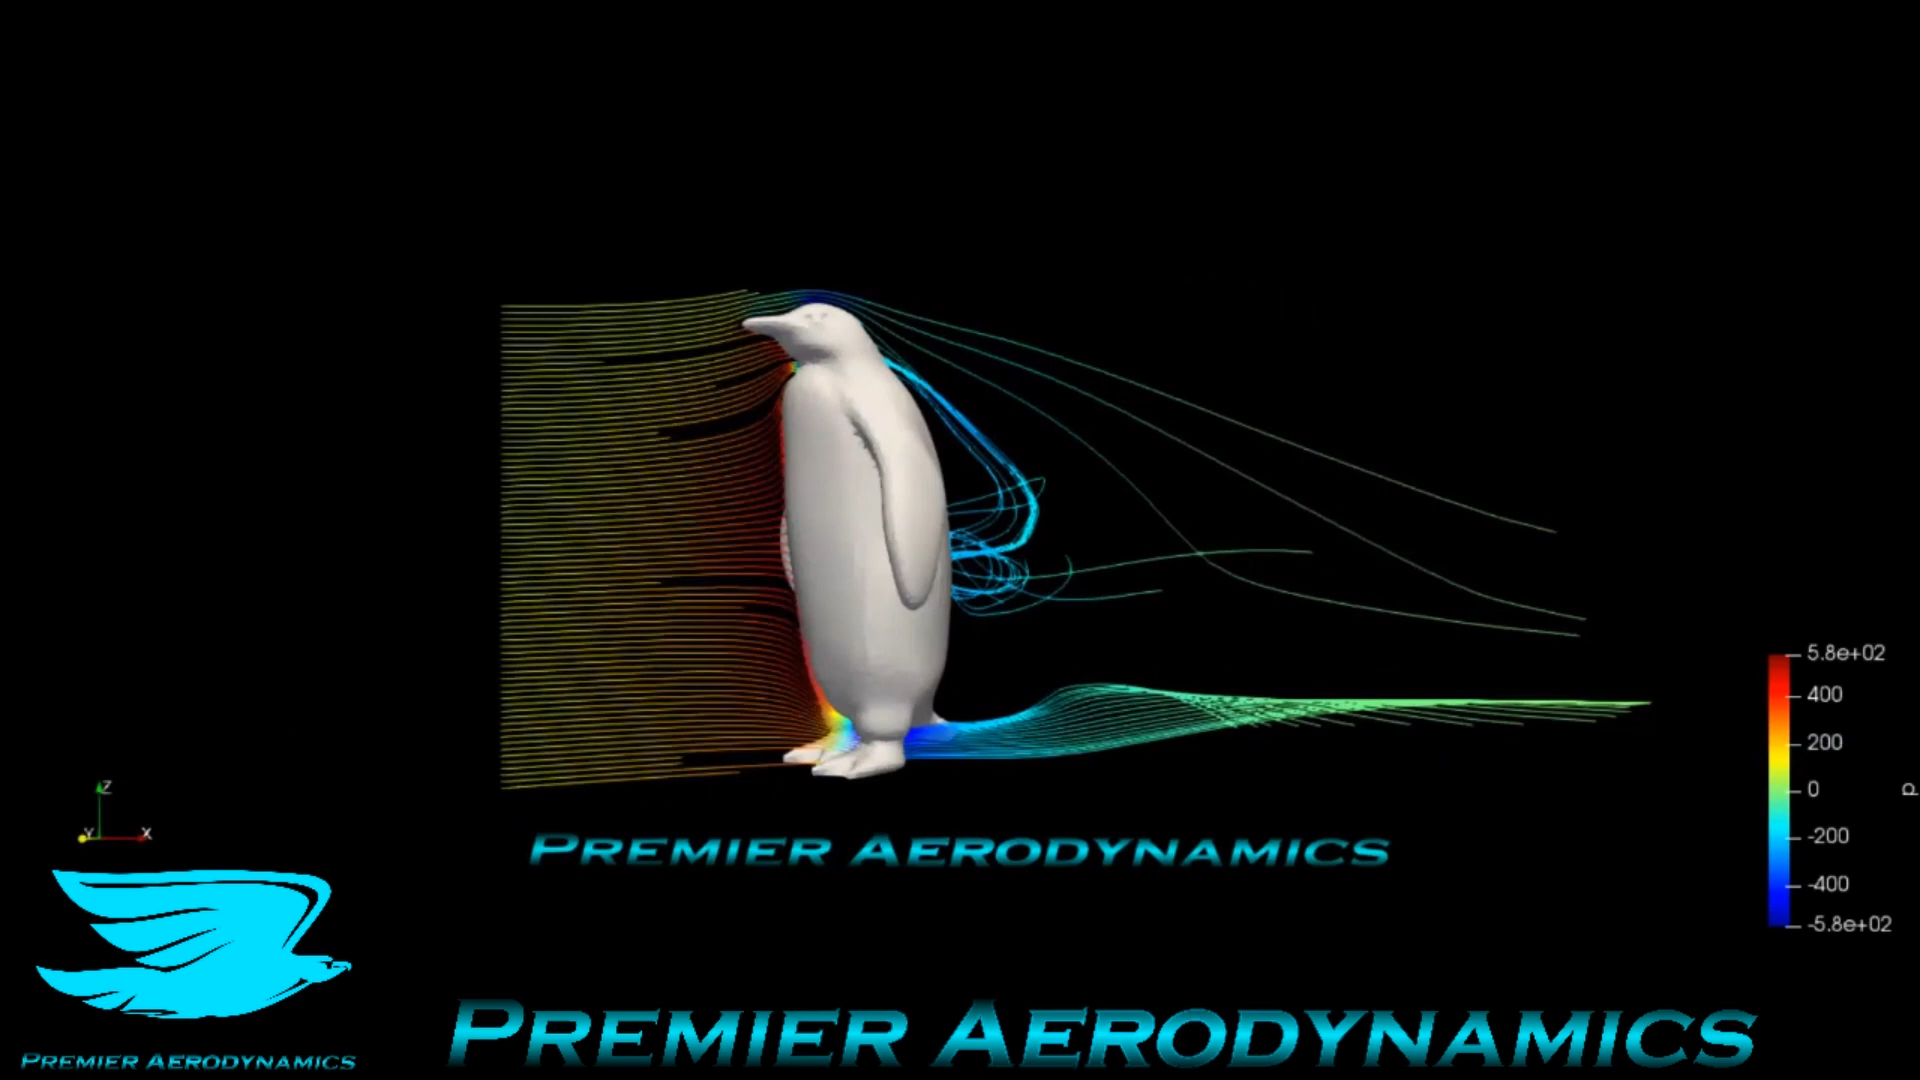 5.8e+02
400
200
0
-200
-400
-5.8e+02
p
Z
Y
X
PREMIER AERODYNAMICS
PREMIER AERODYNAMICS
PREMIER AERODYNAMICS